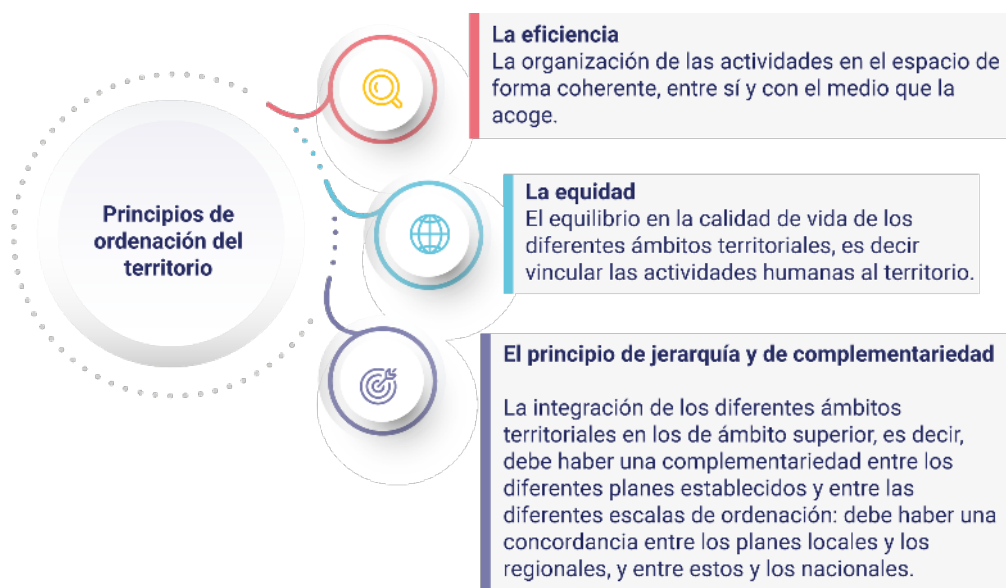 Principios de
ordenación del
territorio
La eficiencia
La organización de las actividades en el espacio de
forma coherente, entre sí y con el medio que la
acoge.
La equidad
El equilibrio en la calidad de vida de los
diferentes ámbitos territoriales, es decir
vincular las actividades humanas al territorio.
El principio de jerarquía y de complementariedad
La integración de los diferentes ámbitos
territoriales en los de ámbito superior, es decir,
debe haber una complementariedad entre los
diferentes planes establecidos y entre las
diferentes escalas de ordenación: debe haber una
concordancia entre los planes locales y los
regionales, y entre estos y los nacionales.